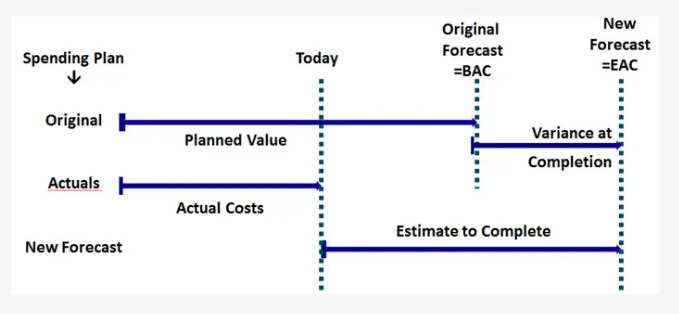 Spending Plan
Today
Original
Forecast
=BAC
New
Forecast
=EAC
Original
Planned Value
Variance at
Completion
Actuals
Actual Costs
New Forecast
Estimate to Complete